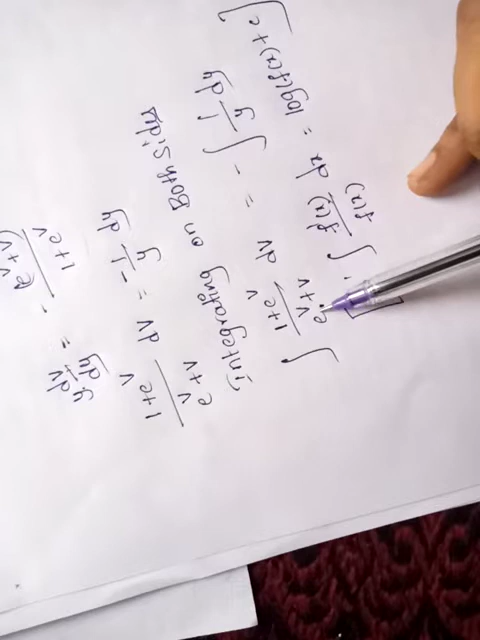 y dv/dy = - (e^v + v)/(1 + e^v)
(1 + e^v)/(e^v + v) dv = - 1/y dy
Integrating on Both sides
∫ (1 + e^v)/(e^v + v) dv = - ∫ 1/y dy
∫ f'(x)/f(x) dx = log(f(x)) + c